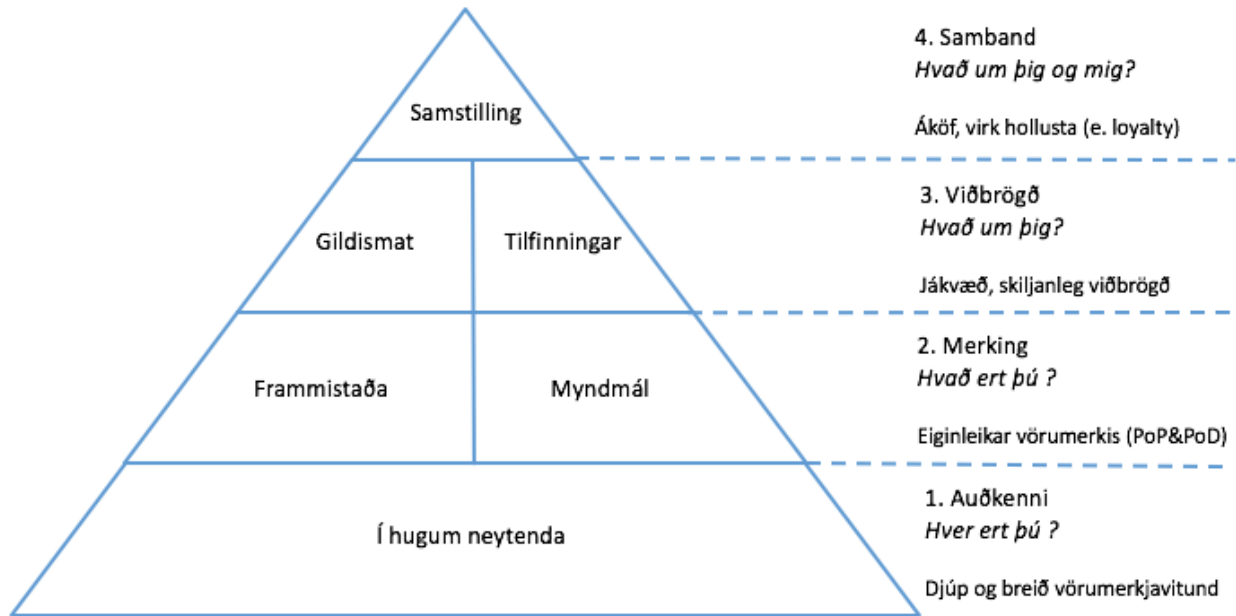 Samstilling
4. Samband
Hvað um þig og mig?
Áköf, virk hollusta (e. loyalty)
Gildismat
Tilfinningar
3. Viðbrögð
Hvað um þig?
Jákvæð, skiljanleg viðbrögð
Frammistaða
Myndmál
2. Merking
Hvað ert þú ?
Eiginleikar vörumerkis (PoP&PoD)
Í hugum neytenda
1. Auðkenni
Hver ert þú ?
Djúp og breið vörumerkjavitund